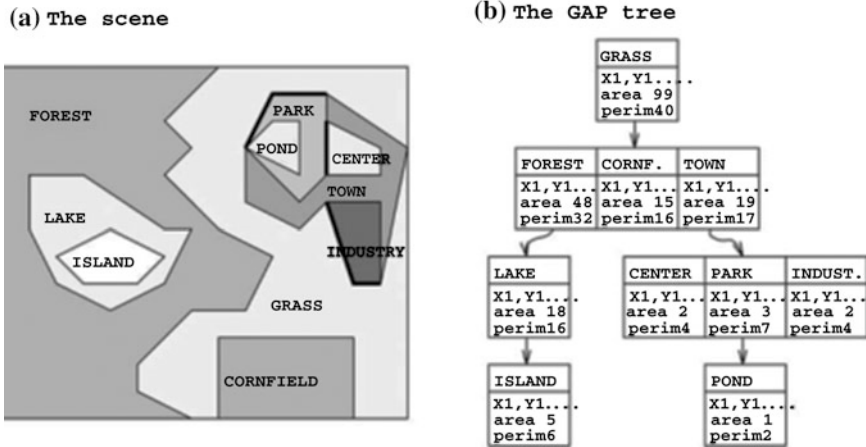 (a) The scene
FOREST
PARK
POND
CENTER
TOWN
LAKE
ISLAND
INDUSTRY
GRASS
CORNFIELD
(b) The GAP tree
GRASS
X1,Y1....
area 99
perim40
FOREST CORNF. TOWN
X1,Y1... X1,Y1... X1,Y1....
area 48 area 15 area 19
perim32 perim16 perim17
LAKE
X1,Y1....
area 18
perim16
CENTER PARK INDUST.
X1,Y1... X1,Y1... X1,Y1...
area 2 area 3 area 2
perim4 perim7 perim4
ISLAND
X1,Y1....
area 5
perim6
POND
X1,Y1....
area 1
perim2